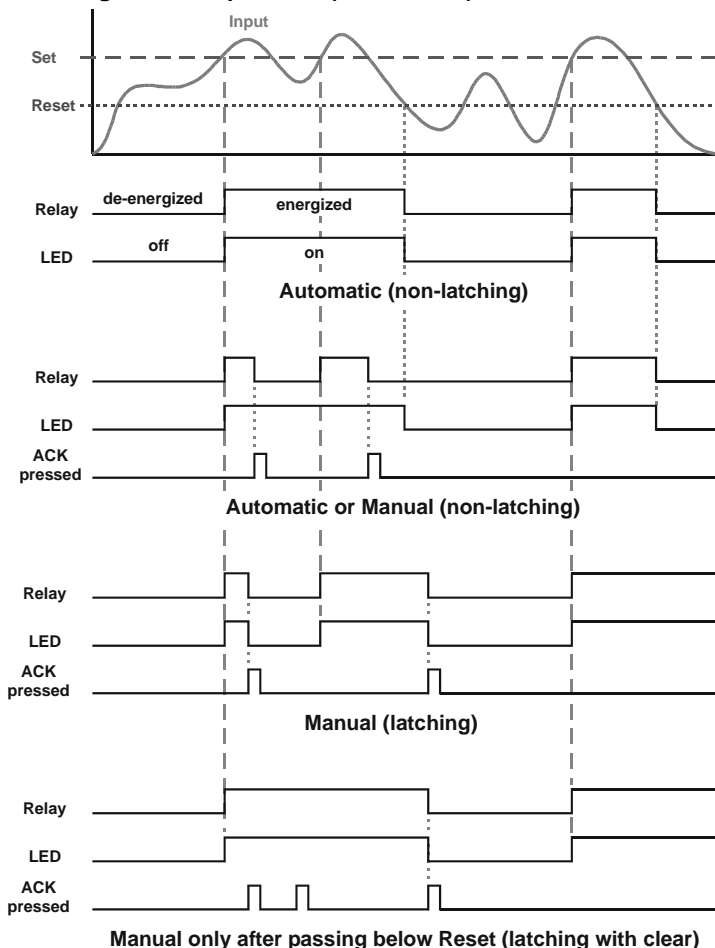 Input
Set
Reset
Relay
de-energized
energized
LED
off
on
Automatic (non-latching)
Relay
LED
ACK
pressed
Automatic or Manual (non-latching)
Relay
LED
ACK
pressed
Manual (latching)
Relay
LED
ACK
pressed
Manual only after passing below Reset (latching with clear)